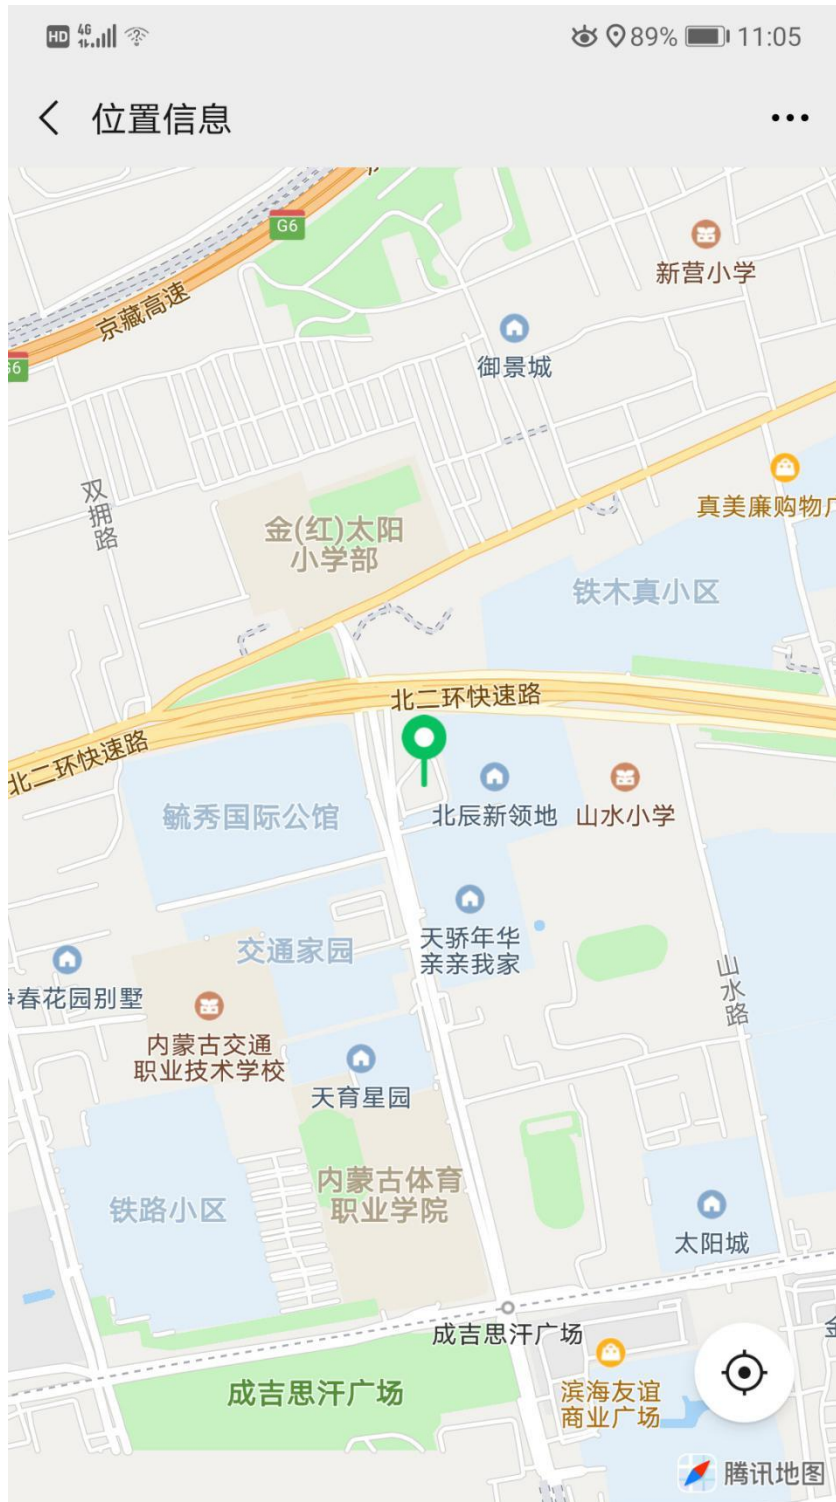 HD 4G 89% 11:05
位置信息
G6
新营小学
京藏高速
御景城
G6
双拥路
真美廉购物广
金(红)太阳
小学部
铁木真小区
北二环快速路
北二环快速路
毓秀国际公馆
北辰新领地
山水小学
交通家园
天骄年华
亲亲我家
山水路
春花园别墅
内蒙古交通
职业技术学校
天育星园
内蒙古体育
职业学院
铁路小区
太阳城
成吉思汗广场
成吉思汗广场
滨海友谊
商业广场
腾讯地图